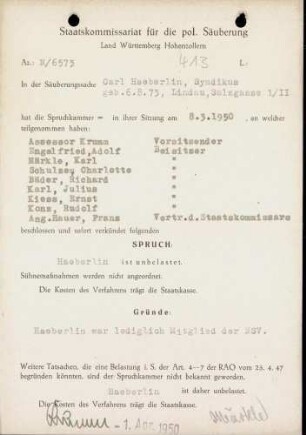 Staatskommissariat für die pol. Säuberung
Land Württemberg Hohenzollern
Az.: N/6573 413 L:
In der Säuberungssache Carl Haeberlin, Syndikus
geb.6.8.75, Lindau, Salzgasse 1/II
hat die Spruchkammer — in ihrer Sitzung am 8.3.1950, an welcher
teilgenommen haben:
Assessor Krumm Vorsitzender
Engelfried, Adolf Beisitzer
Märkle, Karl "
Schulzey Charlotte "
Bäder, Richard "
Karl, Julius "
Kiess, Ernst "
Kons, Rudolf "
Ang.Hauer, Franz Vertr.d.Staatskommissars
beschlossen und sofort verkündet folgenden
SPRUCH:
Haeberlin ist unbelastet.
Sühnemaßnahmen werden nicht angeordnet.
Die Kosten des Verfahrens trägt die Staatskasse.
Gründe:
Haeberlin war lediglich Mitglied der NSV.
Weitere Tatsachen, die eine Belastung i. S. der Art. 4—7 der RAO vom 25. 4. 47
begründen könnten, sind der Spruchkammer nicht bekannt geworden.
Haeberlin ist daher unbelastet.
Die Kosten des Verfahrens trägt die Staatskasse.
Krumm - 1. Apr. 1950 Märkle